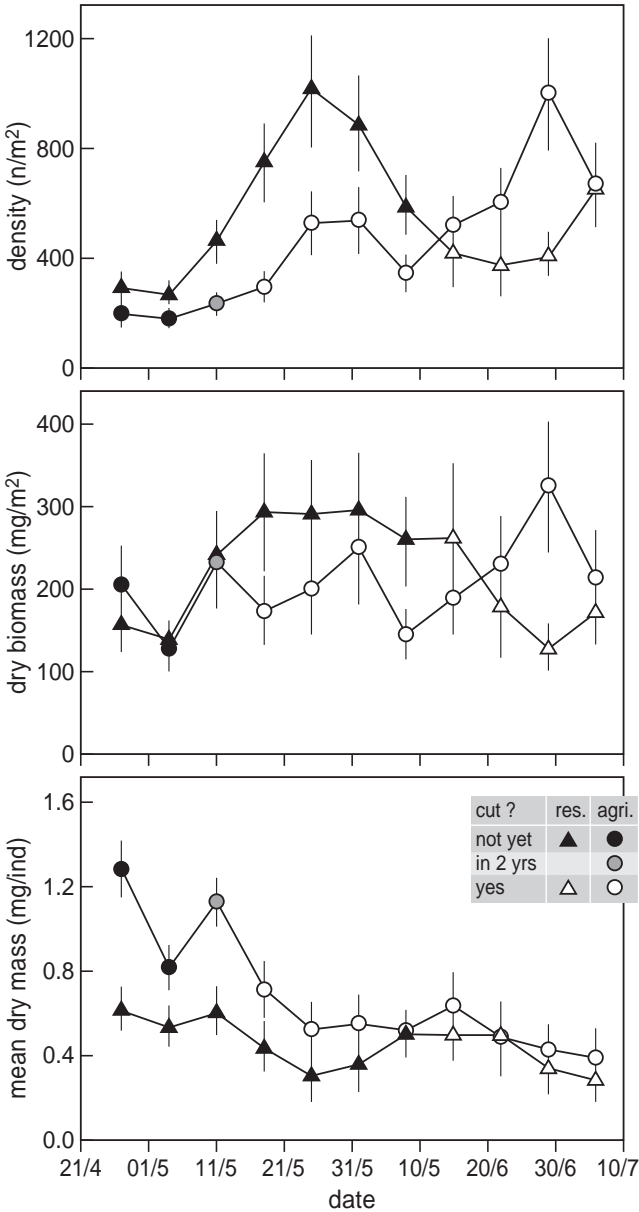 1200
800
400
0
density (n/m²)
400
300
200
100
0
dry biomass (mg/m²)
1.6
1.2
0.8
0.4
0.0
mean dry mass (mg/ind)
cut ? res. agri.
not yet
in 2 yrs
yes
21/4 01/5 11/5 21/5 31/5 10/5 20/6 30/6 10/7
date